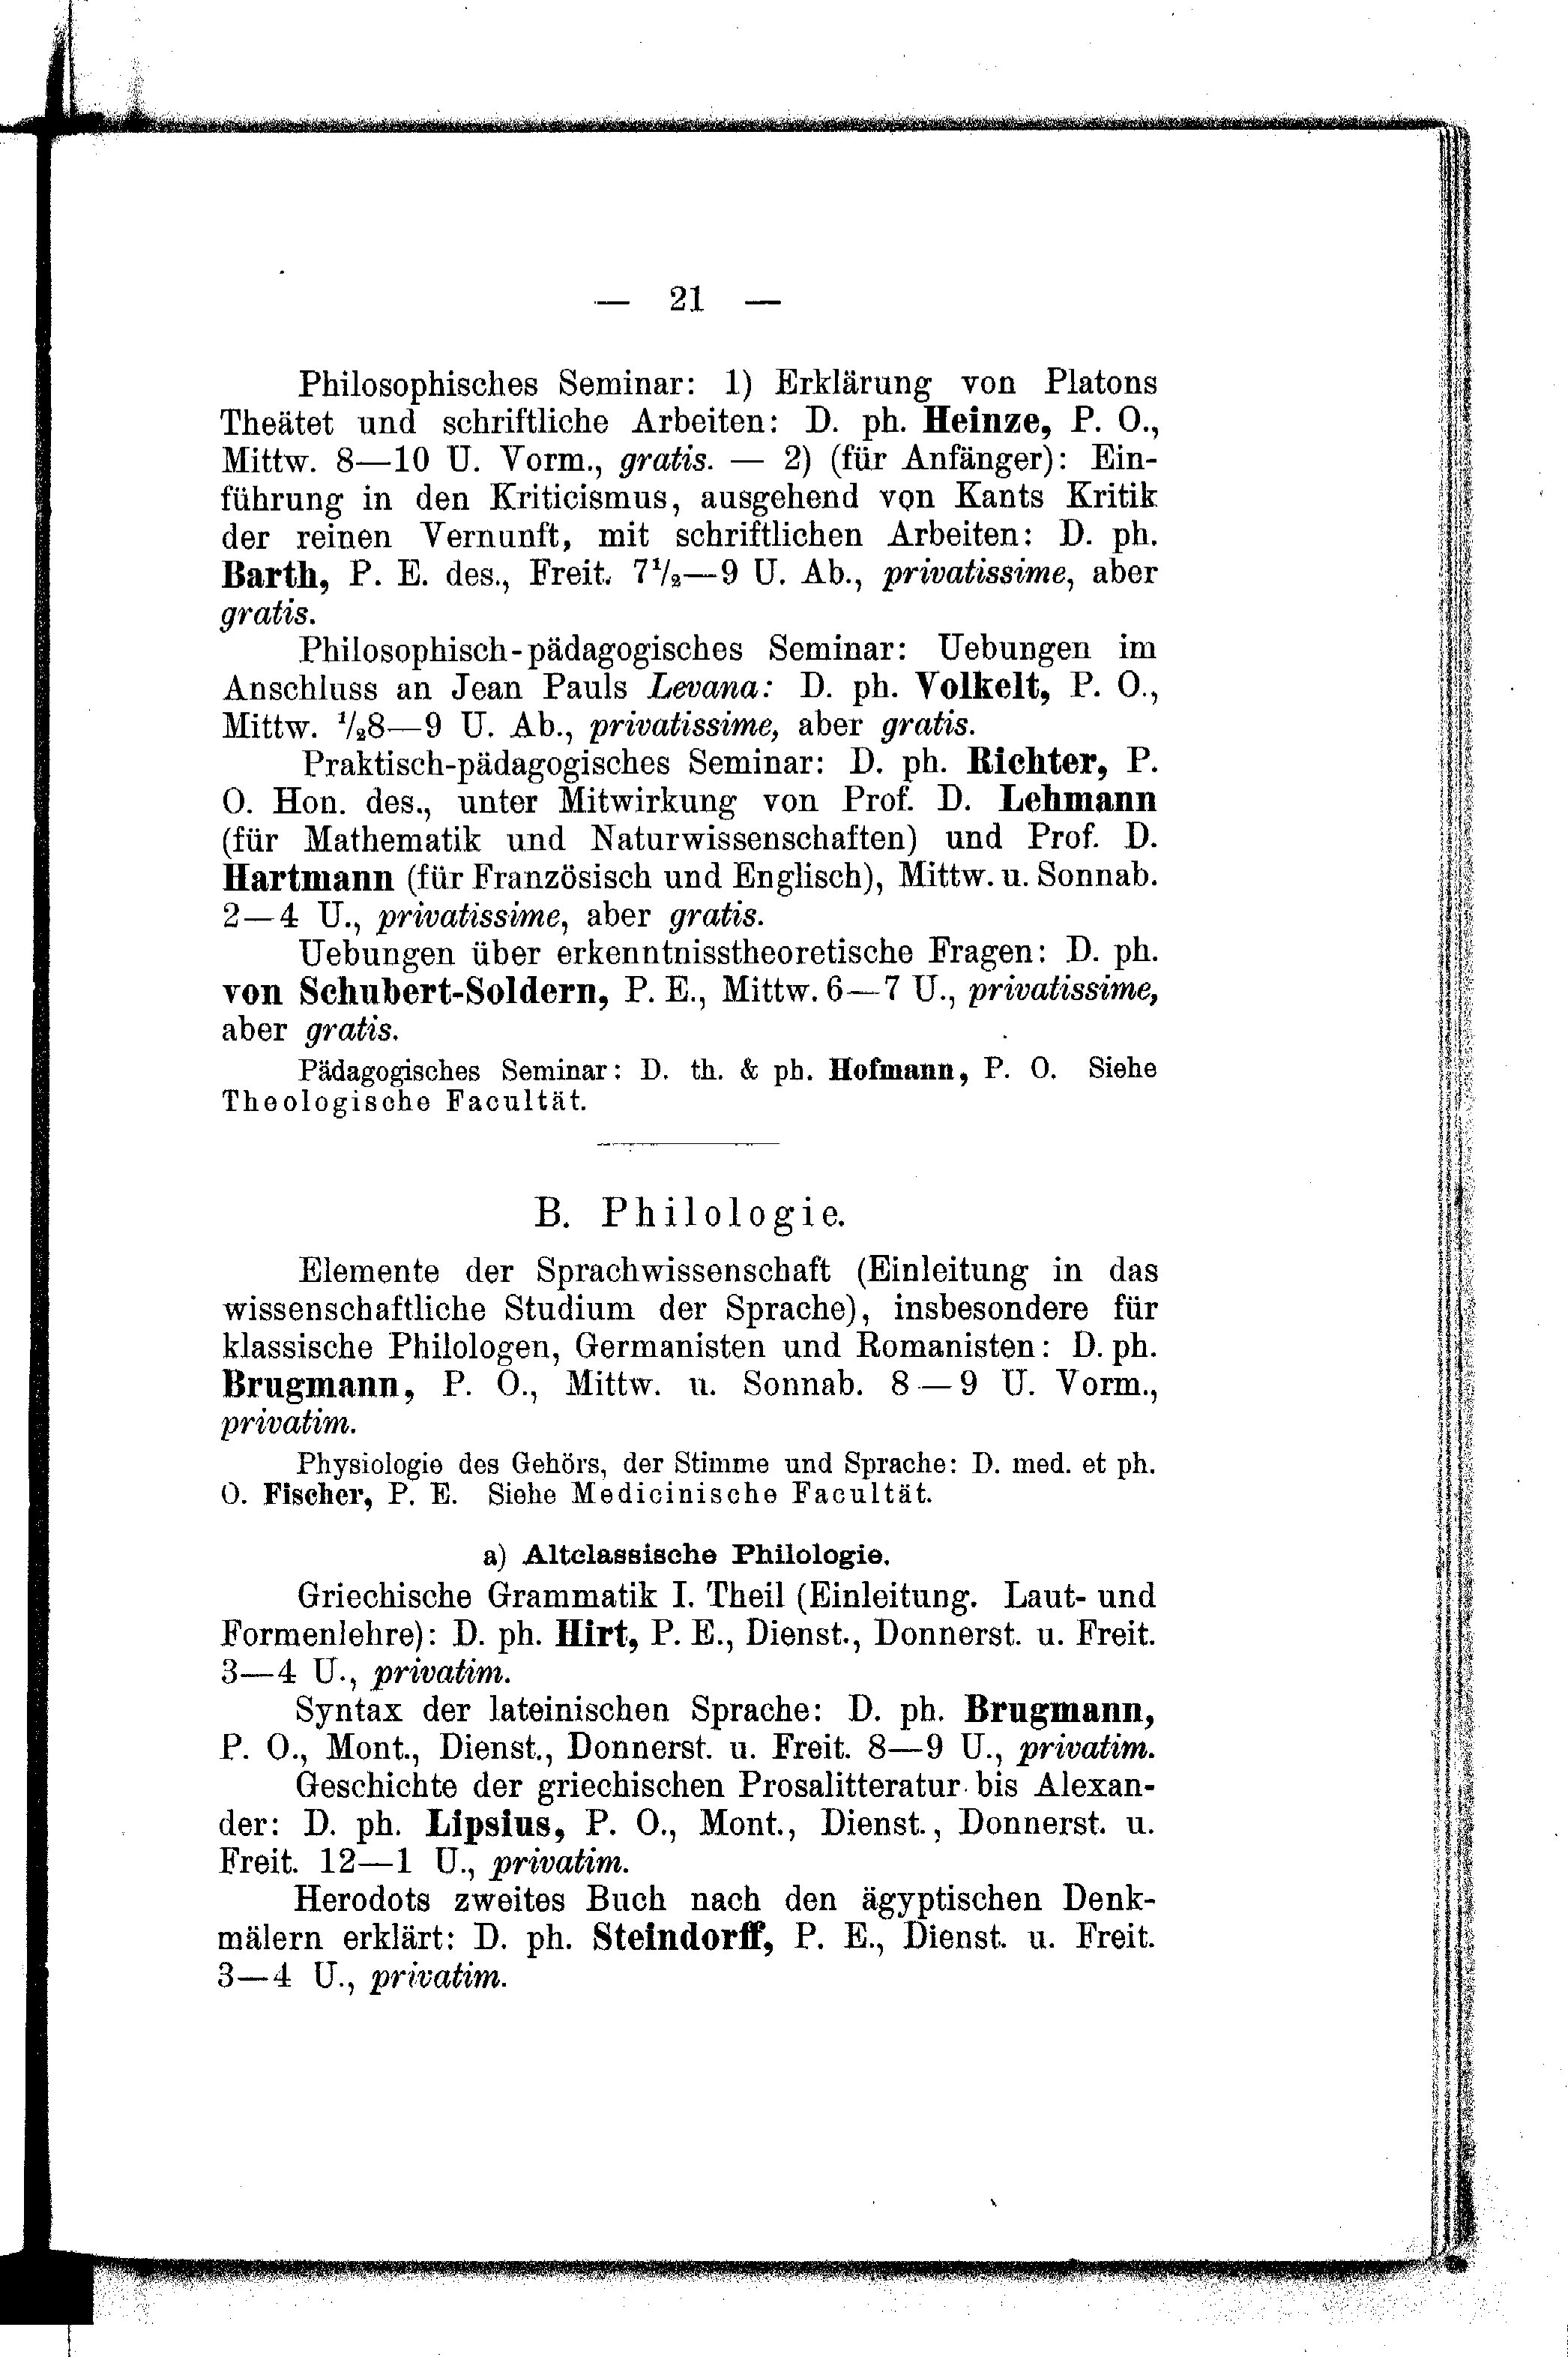 — 21 —
Philosophisches Seminar: 1) Erklärung von Platons
Theätet und schriftliche Arbeiten: D. ph. Heinze, P. O.,
Mittw. 8—10 U. Vorm., gratis. — 2) (für Anfänger): Ein-
führung in den Kriticismus, ausgehend von Kants Kritik
der reinen Vernunft, mit schriftlichen Arbeiten: D. ph.
Barth, P. E. des., Freit. 7¹/₂—9 U. Ab., privatissime, aber
gratis.
Philosophisch-pädagogisches Seminar: Uebungen im
Anschluss an Jean Pauls Levana: D. ph. Volkelt, P. O.,
Mittw. ¹/₂8—9 U. Ab., privatissime, aber gratis.
Praktisch-pädagogisches Seminar: D. ph. Richter, P.
O. Hon. des., unter Mitwirkung von Prof. D. Lehmann
(für Mathematik und Naturwissenschaften) und Prof. D.
Hartmann (für Französisch und Englisch), Mittw. u. Sonnab.
2—4 U., privatissime, aber gratis.
Uebungen über erkenntnisstheoretische Fragen: D. ph.
von Schubert-Soldern, P. E., Mittw. 6—7 U., privatissime,
aber gratis.
Pädagogisches Seminar: D. th. & ph. Hofmann, P. O. Siehe
Theologische Facultät.
B. Philologie.
Elemente der Sprachwissenschaft (Einleitung in das
wissenschaftliche Studium der Sprache), insbesondere für
klassische Philologen, Germanisten und Romanisten: D. ph.
Brugmann, P. O., Mittw. u. Sonnab. 8—9 U. Vorm.,
privatim.
Physiologie des Gehörs, der Stimme und Sprache: D. med. et ph.
O. Fischer, P. E. Siehe Medicinische Facultät.
a) Altclassische Philologie.
Griechische Grammatik I. Theil (Einleitung. Laut- und
Formenlehre): D. ph. Hirt, P. E., Dienst., Donnerst. u. Freit.
3—4 U., privatim.
Syntax der lateinischen Sprache: D. ph. Brugmann,
P. O., Mont., Dienst., Donnerst. u. Freit. 8—9 U., privatim.
Geschichte der griechischen Prosalitteratur bis Alexan-
der: D. ph. Lipsius, P. O., Mont., Dienst., Donnerst. u.
Freit. 12—1 U., privatim.
Herodots zweites Buch nach den ägyptischen Denk-
mälern erklärt: D. ph. Steindorff, P. E., Dienst. u. Freit.
3—4 U., privatim.